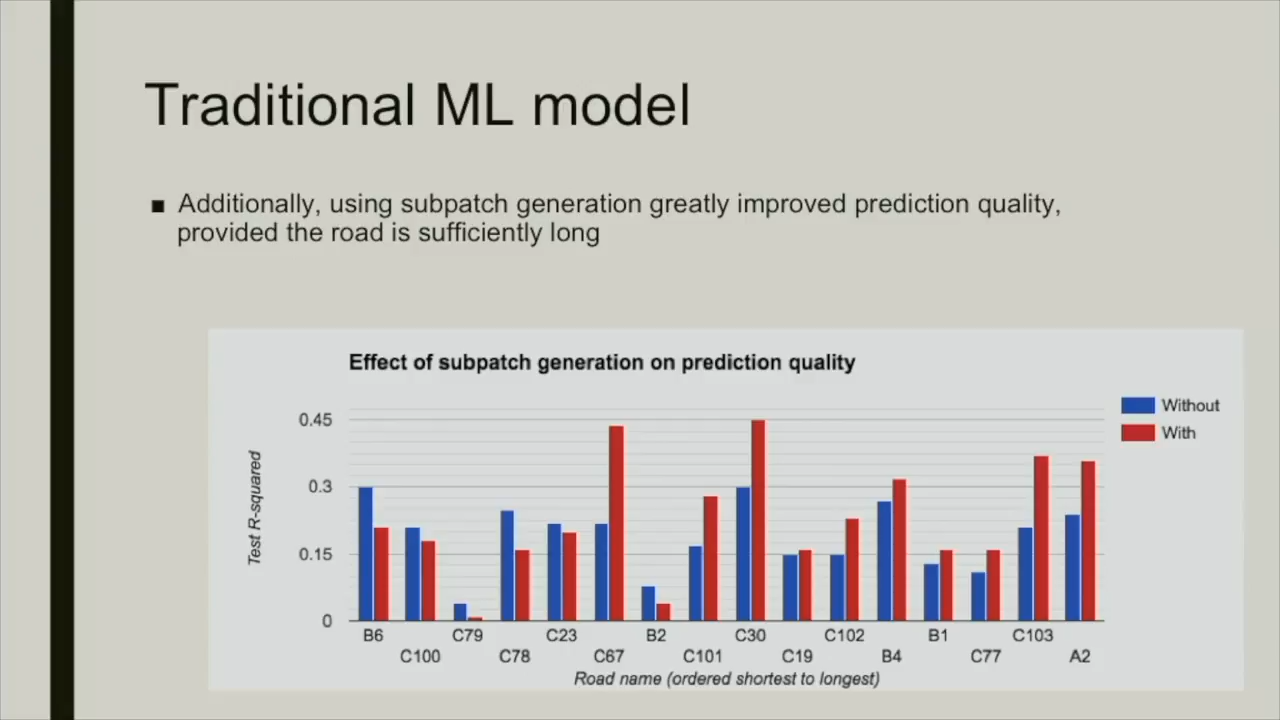 Traditional ML model
■ Additionally, using subpatch generation greatly improved prediction quality,
provided the road is sufficiently long
Effect of subpatch generation on prediction quality
Without
With
Test R-squared
0.45
0.3
0.15
0
B6 C79 C23 B2 C30 C102 B1 C103
C100 C78 C67 C101 C19 B4 C77 A2
Road name (ordered shortest to longest)